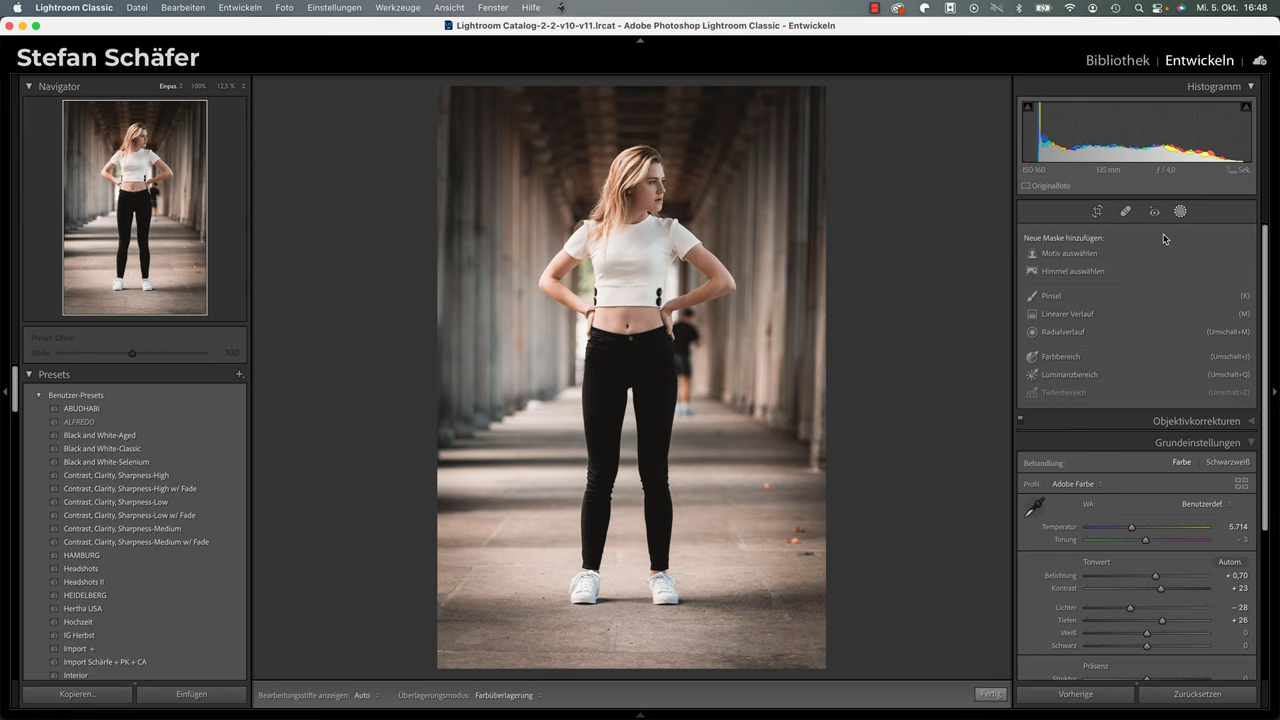 Lightroom Classic Datei Bearbeiten Entwickeln Foto Einstellungen Werkzeuge Ansicht Fenster Hilfe Mi. 5. Okt. 16:48
Lightroom Catalog-2-2-v10-v11.lrcat - Adobe Photoshop Lightroom Classic - Entwickeln
Stefan Schäfer
Bibliothek | Entwickeln
Navigator Einpas. 100% 12,5 %
Preset: Ohne
Stärke 100
Presets
Benutzer-Presets
ABUDHABI
ALFREDO
Black and White-Aged
Black and White-Classic
Black and White-Selenium
Contrast, Clarity, Sharpness-High
Contrast, Clarity, Sharpness-High w/ Fade
Contrast, Clarity, Sharpness-Low
Contrast, Clarity, Sharpness-Low w/ Fade
Contrast, Clarity, Sharpness-Medium
Contrast, Clarity, Sharpness-Medium w/ Fade
HAMBURG
Headshots
Headshots II
HEIDELBERG
Hertha USA
Hochzeit
IG Herbst
Import +
Import Schärfe + PK + CA
Interior
Kopieren... Einfügen
Bearbeitungsstifte anzeigen: Auto Überlagerungsmodus: Farbüberlagerung Fertig
Histogramm
ISO 160 135 mm ƒ / 4,0 Sek.
Originalfoto
Neue Maske hinzufügen:
Motiv auswählen
Himmel auswählen
Pinsel (K)
Linearer Verlauf (M)
Radialverlauf (Umschalt+M)
Farbbereich (Umschalt+J)
Luminanzbereich (Umschalt+Q)
Tiefenbereich (Umschalt+Z)
Objektivkorrekturen
Grundeinstellungen
Behandlung: Farbe Schwarzweiß
Profil: Adobe Farbe
WA: Benutzerdef.
Temperatur 5.714
Tonung – 3
Tonwert Autom.
Belichtung + 0,70
Kontrast + 23
Lichter – 28
Tiefen + 26
Weiß 0
Schwarz 0
Präsenz
Struktur
Vorherige Zurücksetzen